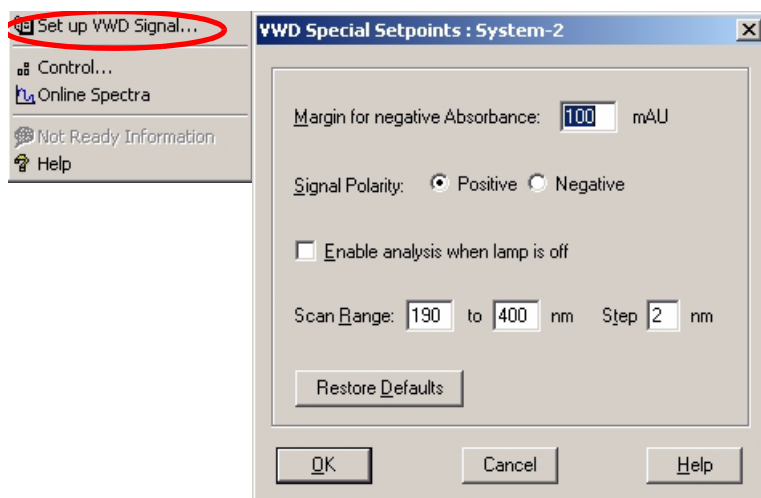 Set up VWD Signal...
Control...
Online Spectra
Not Ready Information
Help
VWD Special Setpoints : System-2
Margin for negative Absorbance: 100 mAU
Signal Polarity: Positive Negative
Enable analysis when lamp is off
Scan Range: 190 to 400 nm Step 2 nm
Restore Defaults
OK Cancel Help